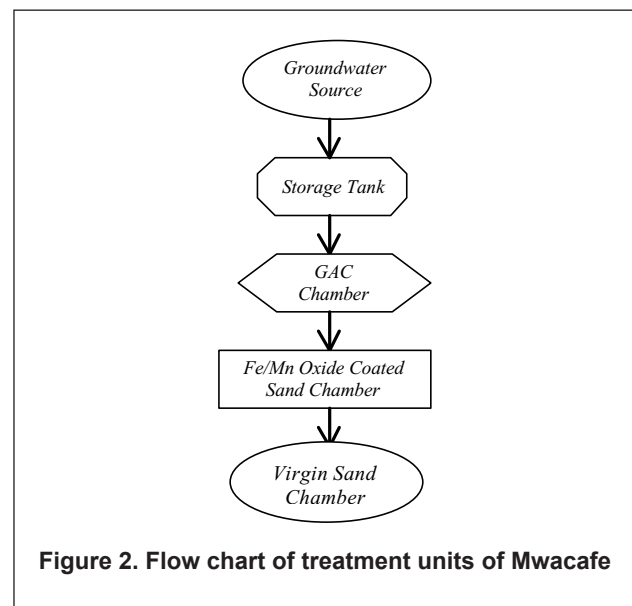 Groundwater
Source
Storage Tank
GAC
Chamber
Fe/Mn Oxide Coated
Sand Chamber
Virgin Sand
Chamber
Figure 2. Flow chart of treatment units of Mwacafe